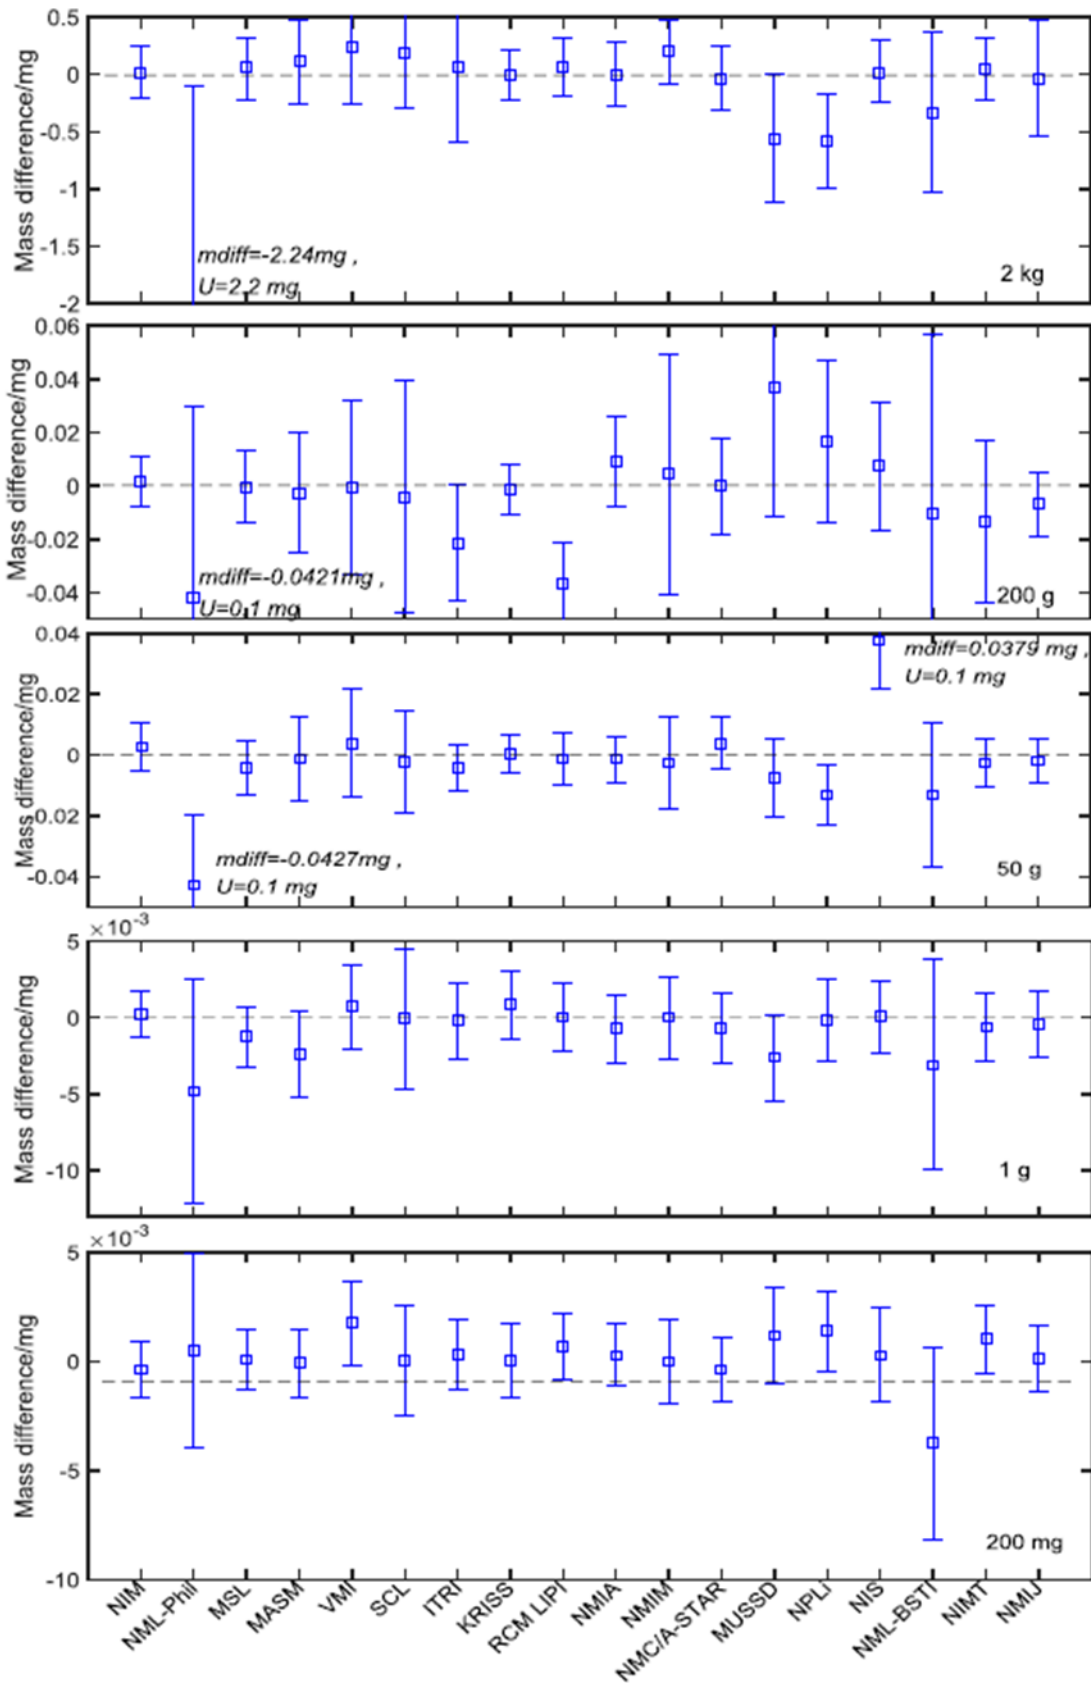 0.5
0
-0.5
-1
-1.5
-2
Mass difference/mg
mdiff=-2.24mg ,
U=2.2 mg
2 kg
0.06
0.04
0.02
0
-0.02
-0.04
Mass difference/mg
mdiff=-0.0421mg ,
U=0.1 mg
200 g
0.04
0.02
0
-0.02
-0.04
Mass difference/mg
mdiff=0.0379 mg ,
U=0.1 mg
mdiff=-0.0427mg ,
U=0.1 mg
50 g
×10-3
5
0
-5
-10
Mass difference/mg
1 g
×10-3
5
0
-5
-10
Mass difference/mg
200 mg
NIM
NML-Phil
MSL
MASM
VMI
SCL
ITRI
KRISS
RCM LIPI
NMIA
NMIM
NMC/A-STAR
MUSSD
NPLi
NIS
NML-BSTI
NIMT
NMIJ